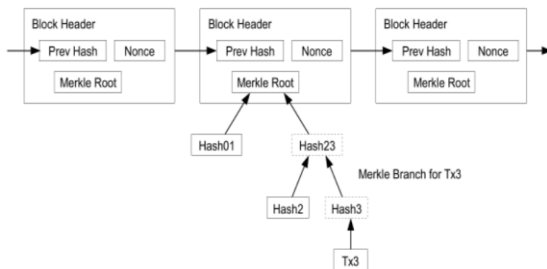 Block Header
Block Header
Block Header
Prev Hash
Nonce
Prev Hash
Nonce
Prev Hash
Nonce
Merkle Root
Merkle Root
Merkle Root
Hash01
Hash23
Merkle Branch for Tx3
Hash2
Hash3
Tx3